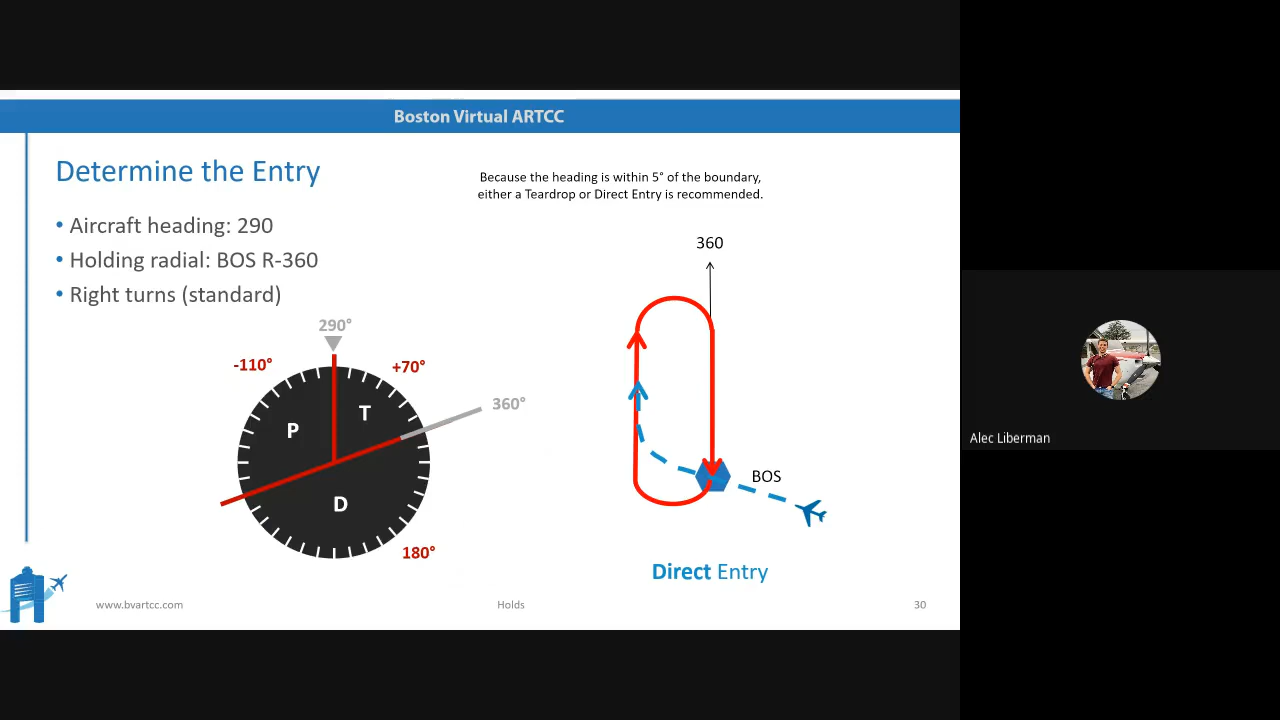 Boston Virtual ARTCC
Determine the Entry
• Aircraft heading: 290
• Holding radial: BOS R-360
• Right turns (standard)
Because the heading is within 5° of the boundary,
either a Teardrop or Direct Entry is recommended.
360
290°
-110°
+70°
360°
T
P
D
180°
BOS
Direct Entry
www.bvartcc.com
Holds
30
Alec Liberman